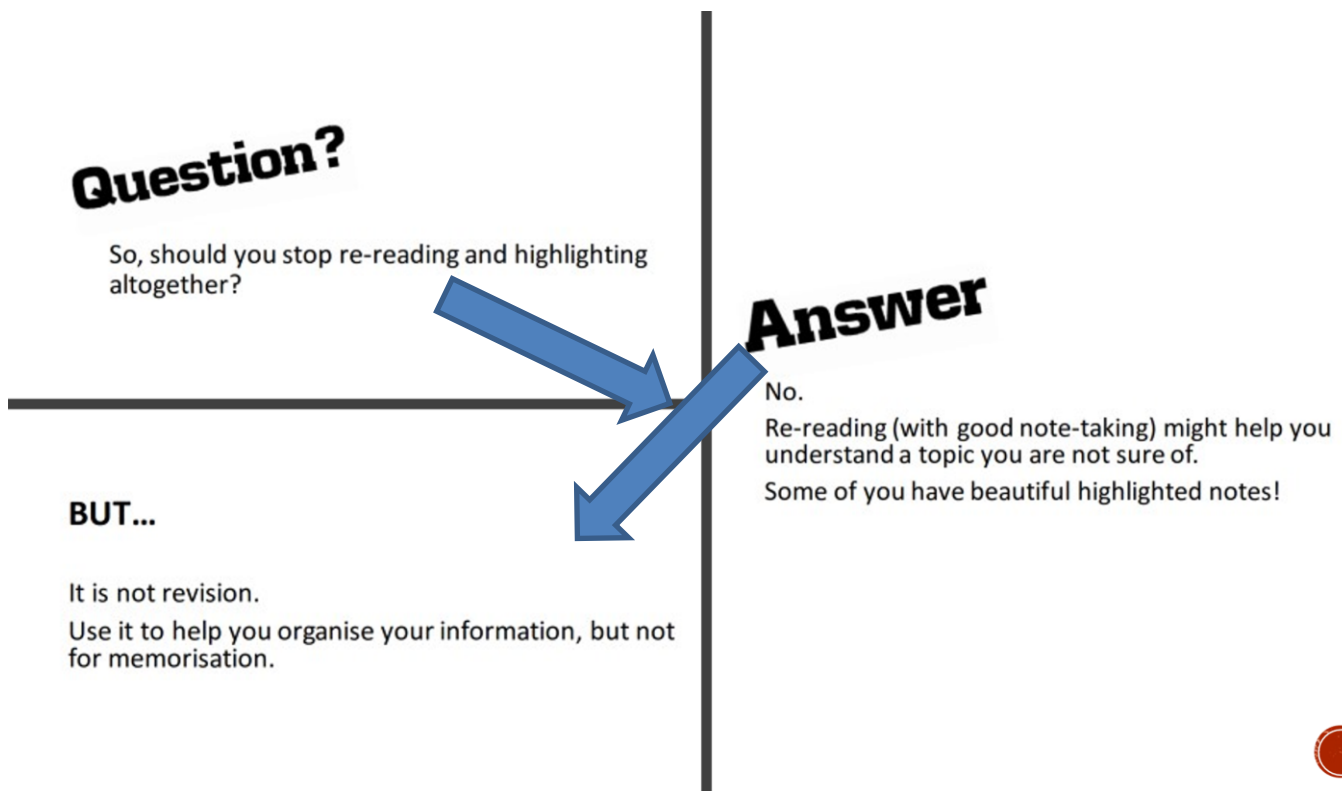 Question?
So, should you stop re-reading and highlighting
altogether?
Answer
No.
Re-reading (with good note-taking) might help you
understand a topic you are not sure of.
Some of you have beautiful highlighted notes!
BUT...
It is not revision.
Use it to help you organise your information, but not
for memorisation.